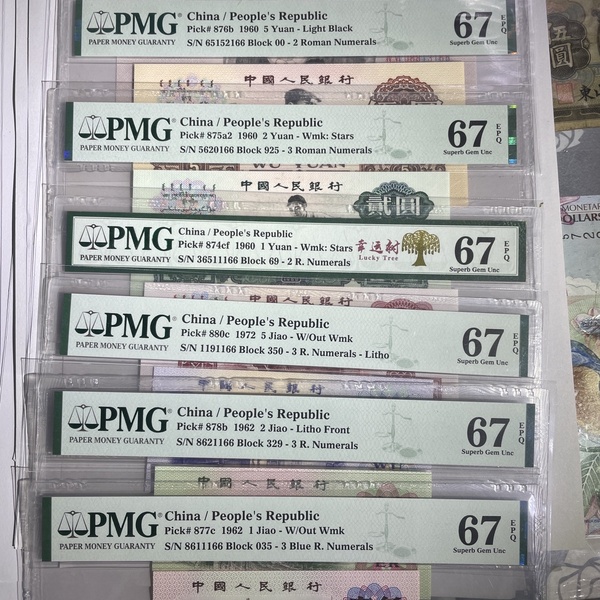 PMG
PAPER MONEY GUARANTY
China / People's Republic
Pick# 876b 1960 5 Yuan - Light Black
S/N 65152166 Block 00 - 2 Roman Numerals
67
EPQ
Superb Gem Unc
中國人民銀行
PMG
PAPER MONEY GUARANTY
China / People's Republic
Pick# 875a2 1960 2 Yuan - Wmk: Stars
S/N 5620166 Block 925 - 3 Roman Numerals
67
EPQ
Superb Gem Unc
WU YUAN
中國人民銀行
貳圓
PMG
PAPER MONEY GUARANTY
China / People's Republic
Pick# 874cf 1960 1 Yuan - Wmk: Stars
S/N 36511166 Block 69 - 2 R. Numerals
幸运树
Lucky Tree
67
EPQ
Superb Gem Unc
中國人民銀行
PMG
PAPER MONEY GUARANTY
China / People's Republic
Pick# 880c 1972 5 Jiao - W/Out Wmk
S/N 1191166 Block 350 - 3 R. Numerals - Litho
67
EPQ
Superb Gem Unc
中國人民銀行
PMG
PAPER MONEY GUARANTY
China / People's Republic
Pick# 878b 1962 2 Jiao - Litho Front
S/N 8621166 Block 329 - 3 R. Numerals
67
EPQ
Superb Gem Unc
中國人民銀行
PMG
PAPER MONEY GUARANTY
China / People's Republic
Pick# 877c 1962 1 Jiao - W/Out Wmk
S/N 8611166 Block 035 - 3 Blue R. Numerals
67
EPQ
Superb Gem Unc
中國人民銀行
五圓
MONETAR
OLLARS